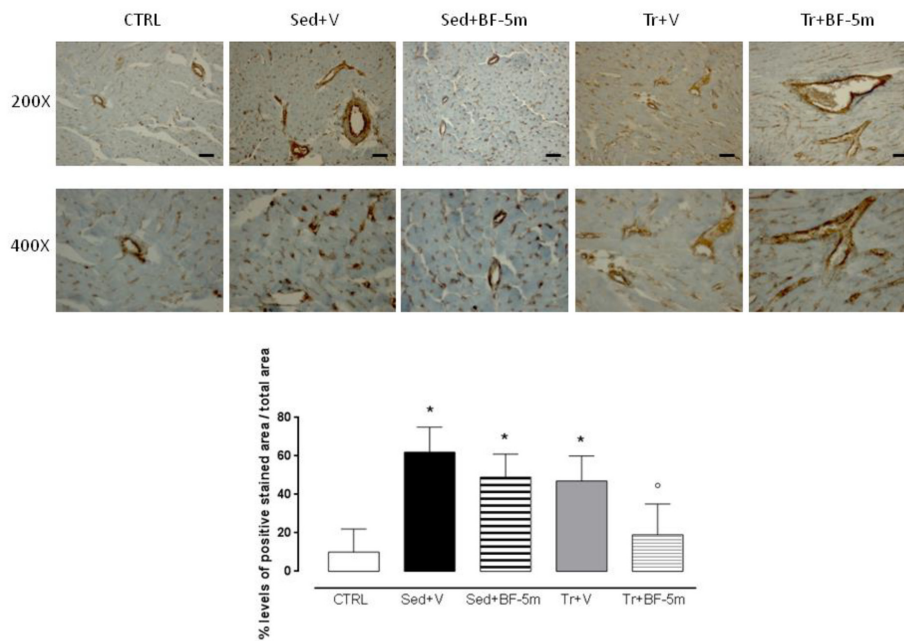 CTRL Sed+V Sed+BF-5m Tr+V Tr+BF-5m
200X
400X
% levels of positive stained area / total area
80
60
40
20
0
* * * °
CTRL Sed+V Sed+BF-5m Tr+V Tr+BF-5m